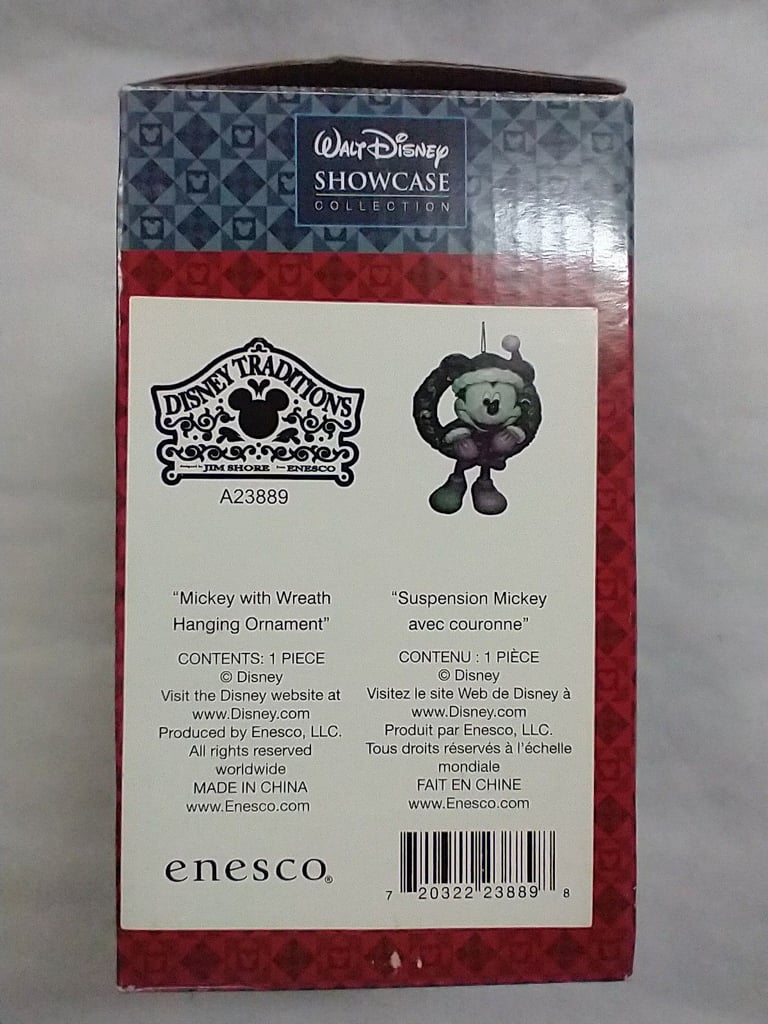 WALT DISNEY
SHOWCASE
COLLECTION
DISNEY TRADITIONS
designed by JIM SHORE from ENESCO
A23889
“Mickey with Wreath
Hanging Ornament”
CONTENTS: 1 PIECE
© Disney
Visit the Disney website at
www.Disney.com
Produced by Enesco, LLC.
All rights reserved
worldwide
MADE IN CHINA
www.Enesco.com
“Suspension Mickey
avec couronne”
CONTENU : 1 PIÈCE
© Disney
Visitez le site Web de Disney à
www.Disney.com
Produit par Enesco, LLC.
Tous droits réservés à l'échelle
mondiale
FAIT EN CHINE
www.Enesco.com
enesco®
7 20322 23889 8